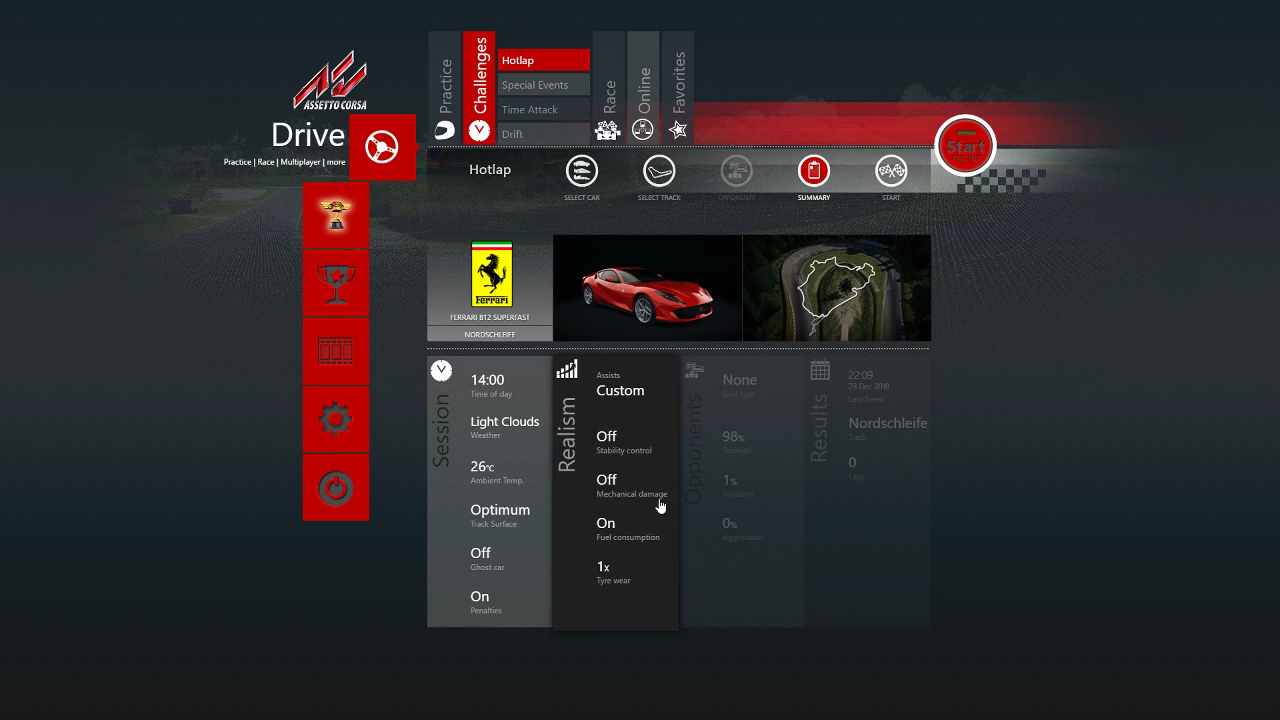 ASSETTO CORSA
Drive
Practice | Race | Multiplayer | more
Practice
Challenges
Hotlap
Special Events
Time Attack
Drift
Race
Online
Favorites
Start
ENGINE
Hotlap
SELECT CAR
SELECT TRACK
OPPONENTS
SUMMARY
START
Ferrari
FERRARI 812 SUPERFAST
NORDSCHLEIFE
Session
14:00
Time of day
Light Clouds
Weather
26°C
Ambient Temp.
Optimum
Track Surface
Off
Ghost car
On
Penalties
Realism
Assists
Custom
Off
Stability control
Off
Mechanical damage
On
Fuel consumption
1x
Tyre wear
Opponents
None
Grid type
98%
Strength
1%
Variation
0%
Aggression
Results
22:09
23 Dec 2018
Last Event
Nordschleife
Track
0
Laps